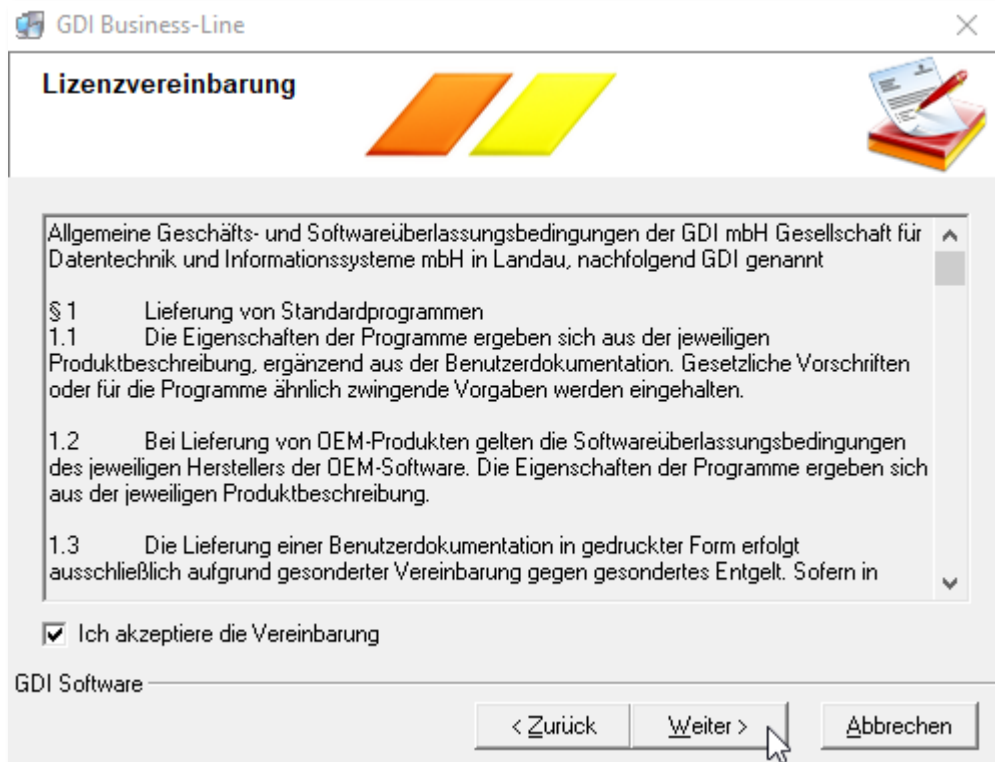 GDI Business-Line
Lizenzvereinbarung
Allgemeine Geschäfts- und Softwareüberlassungsbedingungen der GDI mbH Gesellschaft für
Datentechnik und Informationssysteme mbH in Landau, nachfolgend GDI genannt
§ 1 Lieferung von Standardprogrammen
1.1 Die Eigenschaften der Programme ergeben sich aus der jeweiligen
Produktbeschreibung, ergänzend aus der Benutzerdokumentation. Gesetzliche Vorschriften
oder für die Programme ähnlich zwingende Vorgaben werden eingehalten.
1.2 Bei Lieferung von OEM-Produkten gelten die Softwareüberlassungsbedingungen
des jeweiligen Herstellers der OEM-Software. Die Eigenschaften der Programme ergeben sich
aus der jeweiligen Produktbeschreibung.
1.3 Die Lieferung einer Benutzerdokumentation in gedruckter Form erfolgt
ausschließlich aufgrund gesonderter Vereinbarung gegen gesondertes Entgelt. Sofern in
Ich akzeptiere die Vereinbarung
GDI Software
< Zurück Weiter > Abbrechen